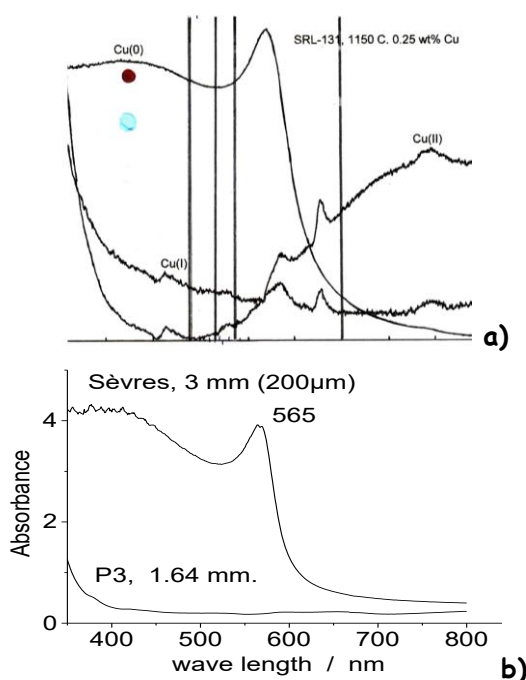 SRL-131, 1150 C. 0.25 wt% Cu
Cu(0)
Cu(II)
Cu(I)
a)
Sèvres, 3 mm (200µm)
565
4
2
0
Absorbance
P3, 1.64 mm.
400 500 600 700 800
wave length / nm
b)